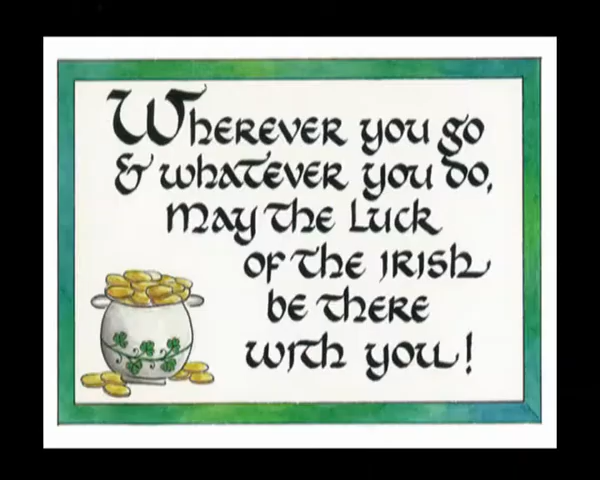 Wherever you go
& whatever you do,
may the luck
of the Irish
be there
with you!